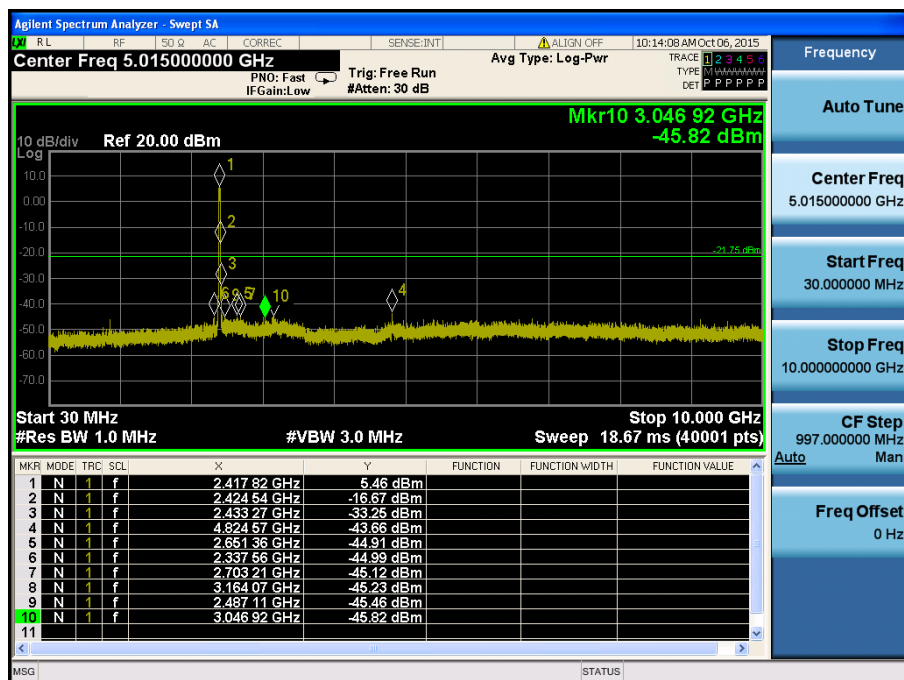 Agilent Spectrum Analyzer - Swept SA
LXI RL RF 50 Ω AC CORREC SENSE:INT ALIGN OFF 10:14:08 AM Oct 06, 2015
Center Freq 5.015000000 GHz
PNO: Fast
IFGain:Low
Trig: Free Run
#Atten: 30 dB
Avg Type: Log-Pwr
TRACE 1 2 3 4 5 6
TYPE M
DET P P P P P P
Mkr10 3.046 92 GHz
-45.82 dBm
10 dB/div Ref 20.00 dBm
Log
10.0
0.00
-10.0
-20.0
-30.0
-40.0
-50.0
-60.0
-70.0
1
2
3
4
6 9 5 7
10
-21.75 dBm
Start 30 MHz
#Res BW 1.0 MHz
#VBW 3.0 MHz
Stop 10.000 GHz
Sweep 18.67 ms (40001 pts)
MKR MODE TRC SCL X Y FUNCTION FUNCTION WIDTH FUNCTION VALUE
1 N 1 f 2.417 82 GHz 5.46 dBm
2 N 1 f 2.424 54 GHz -16.67 dBm
3 N 1 f 2.433 27 GHz -33.25 dBm
4 N 1 f 4.824 57 GHz -43.66 dBm
5 N 1 f 2.651 36 GHz -44.91 dBm
6 N 1 f 2.337 56 GHz -44.99 dBm
7 N 1 f 2.703 21 GHz -45.12 dBm
8 N 1 f 3.164 07 GHz -45.23 dBm
9 N 1 f 2.487 11 GHz -45.46 dBm
10 N 1 f 3.046 92 GHz -45.82 dBm
11
MSG STATUS
Frequency
Auto Tune
Center Freq
5.015000000 GHz
Start Freq
30.000000 MHz
Stop Freq
10.000000000 GHz
CF Step
997.000000 MHz
Auto Man
Freq Offset
0 Hz